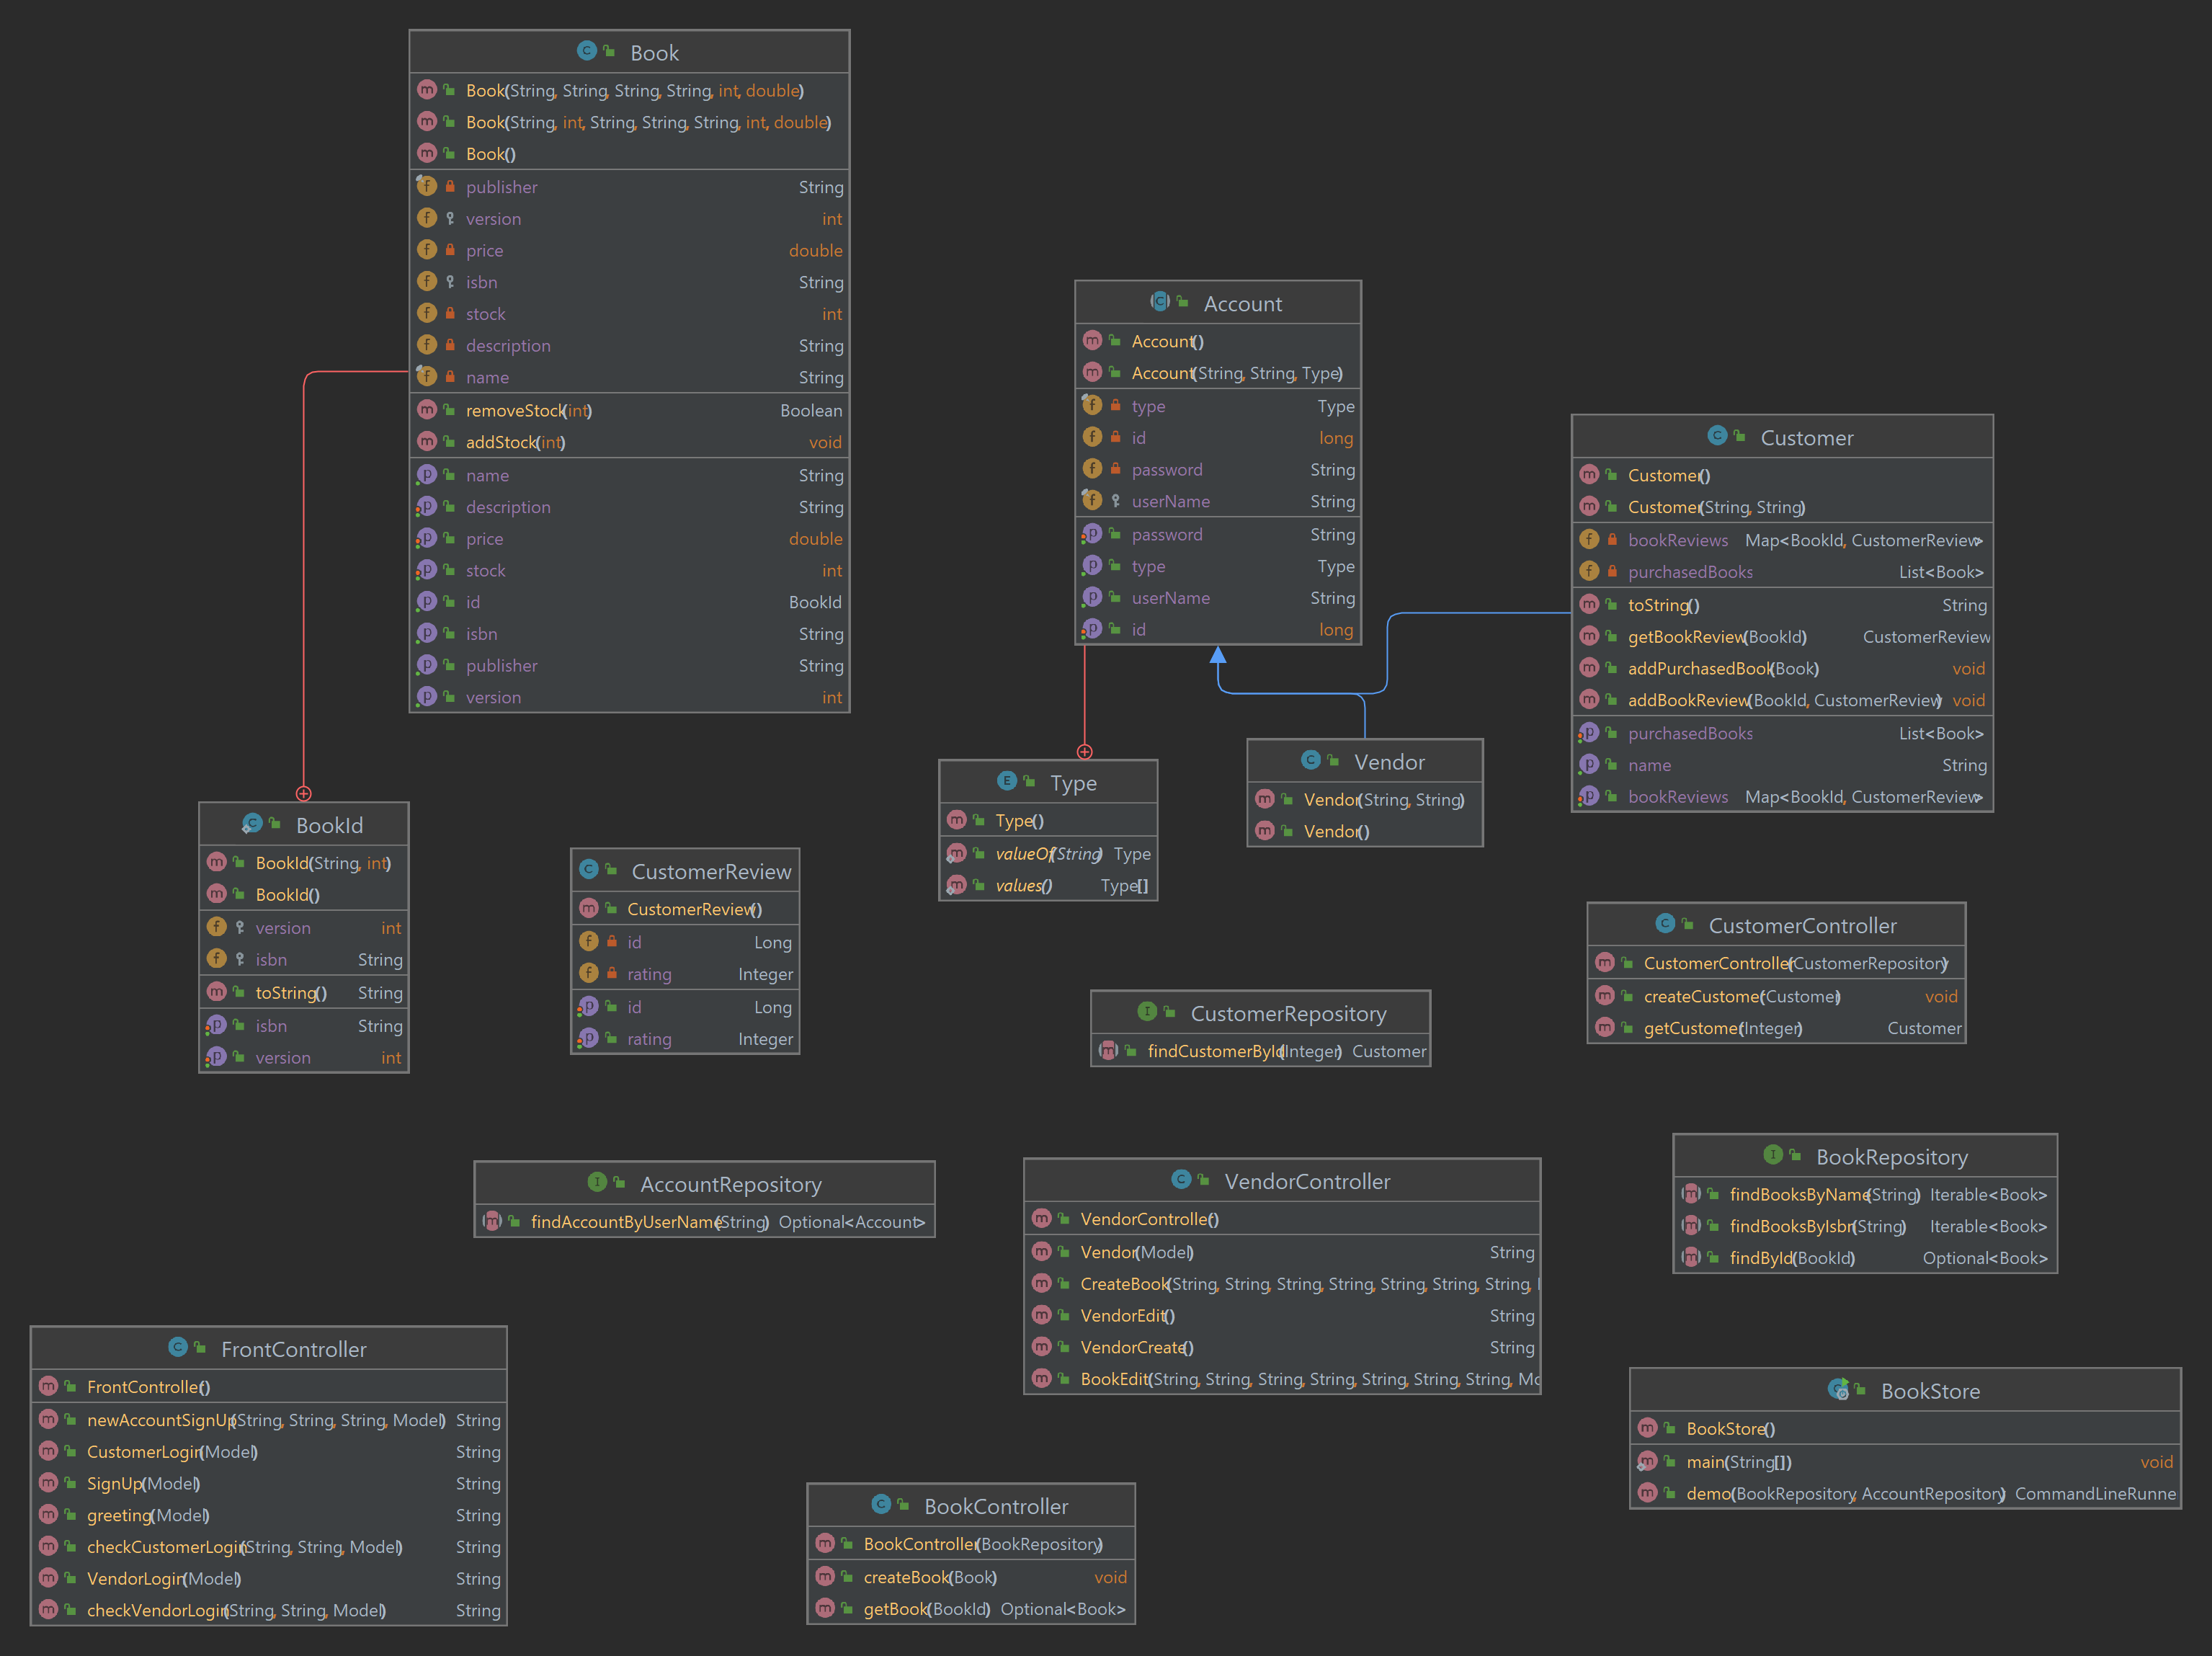 Book
Book(String, String, String, String, int, double)
Book(String, int, String, String, String, int, double)
Book()
publisher String
version int
price double
isbn String
stock int
description String
name String
removeStock(int) Boolean
addStock(int) void
name String
description String
price double
stock int
id BookId
isbn String
publisher String
version int
Account
Account()
Account(String, String, Type)
type Type
id long
password String
userName String
password String
type Type
userName String
id long
Customer
Customer()
Customer(String, String)
bookReviews Map<BookId, CustomerReview>
purchasedBooks List<Book>
toString() String
getBookReview(BookId) CustomerReview
addPurchasedBook(Book) void
addBookReview(BookId, CustomerReview) void
purchasedBooks List<Book>
name String
bookReviews Map<BookId, CustomerReview>
Type
Type()
valueOf(String) Type
values() Type[]
Vendor
Vendor(String, String)
Vendor()
BookId
BookId(String, int)
BookId()
version int
isbn String
toString() String
isbn String
version int
CustomerReview
CustomerReview()
id Long
rating Integer
id Long
rating Integer
CustomerController
CustomerController(CustomerRepository)
createCustomer(Customer) void
getCustomer(Integer) Customer
CustomerRepository
findCustomerById(Integer) Customer
AccountRepository
findAccountByUserName(String) Optional<Account>
VendorController
VendorController()
Vendor(Model) String
CreateBook(String, String, String, String, String, String, String,
VendorEdit() String
VendorCreate() String
BookEdit(String, String, String, String, String, String, String, Mo
BookRepository
findBooksByName(String) Iterable<Book>
findBooksByIsbn(String) Iterable<Book>
findById(BookId) Optional<Book>
FrontController
FrontController()
newAccountSignUp(String, String, String, Model) String
CustomerLogin(Model) String
SignUp(Model) String
greeting(Model) String
checkCustomerLogin(String, String, Model) String
VendorLogin(Model) String
checkVendorLogin(String, String, Model) String
BookStore
BookStore()
main(String[]) void
demo(BookRepository, AccountRepository) CommandLineRunne
BookController
BookController(BookRepository)
createBook(Book) void
getBook(BookId) Optional<Book>